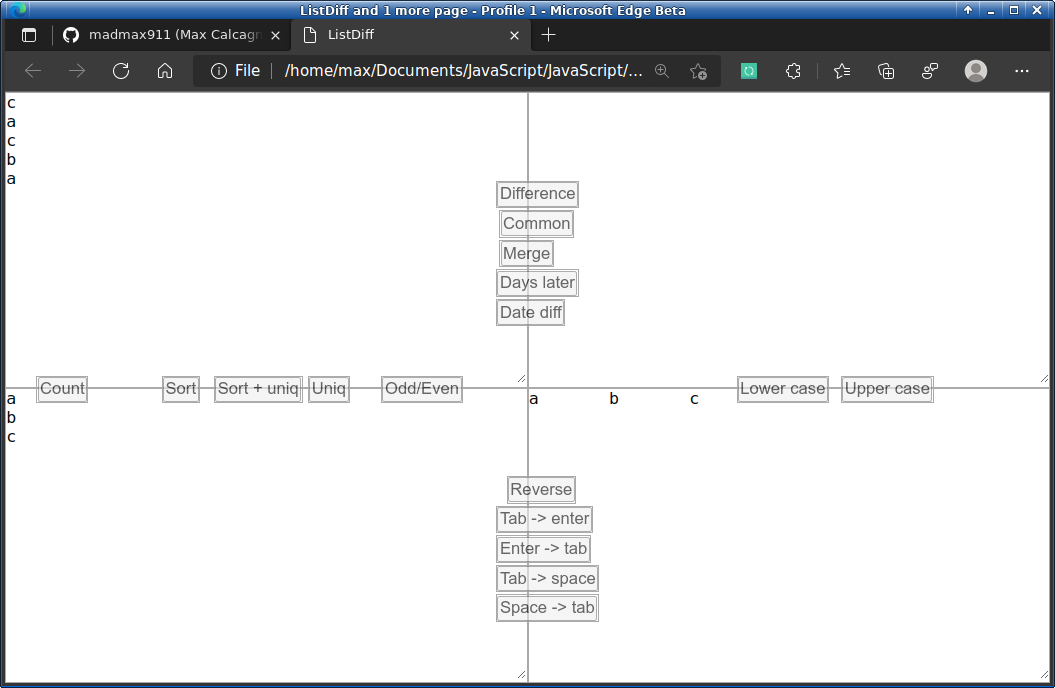 ListDiff and 1 more page - Profile 1 - Microsoft Edge Beta
madmax911 (Max Calcagn
ListDiff
File
/home/max/Documents/JavaScript/JavaScript/...
c
a
c
b
a
Difference
Common
Merge
Days later
Date diff
Count Sort Sort + uniq Uniq Odd/Even Lower case Upper case
a a b c
b
c
Reverse
Tab -> enter
Enter -> tab
Tab -> space
Space -> tab